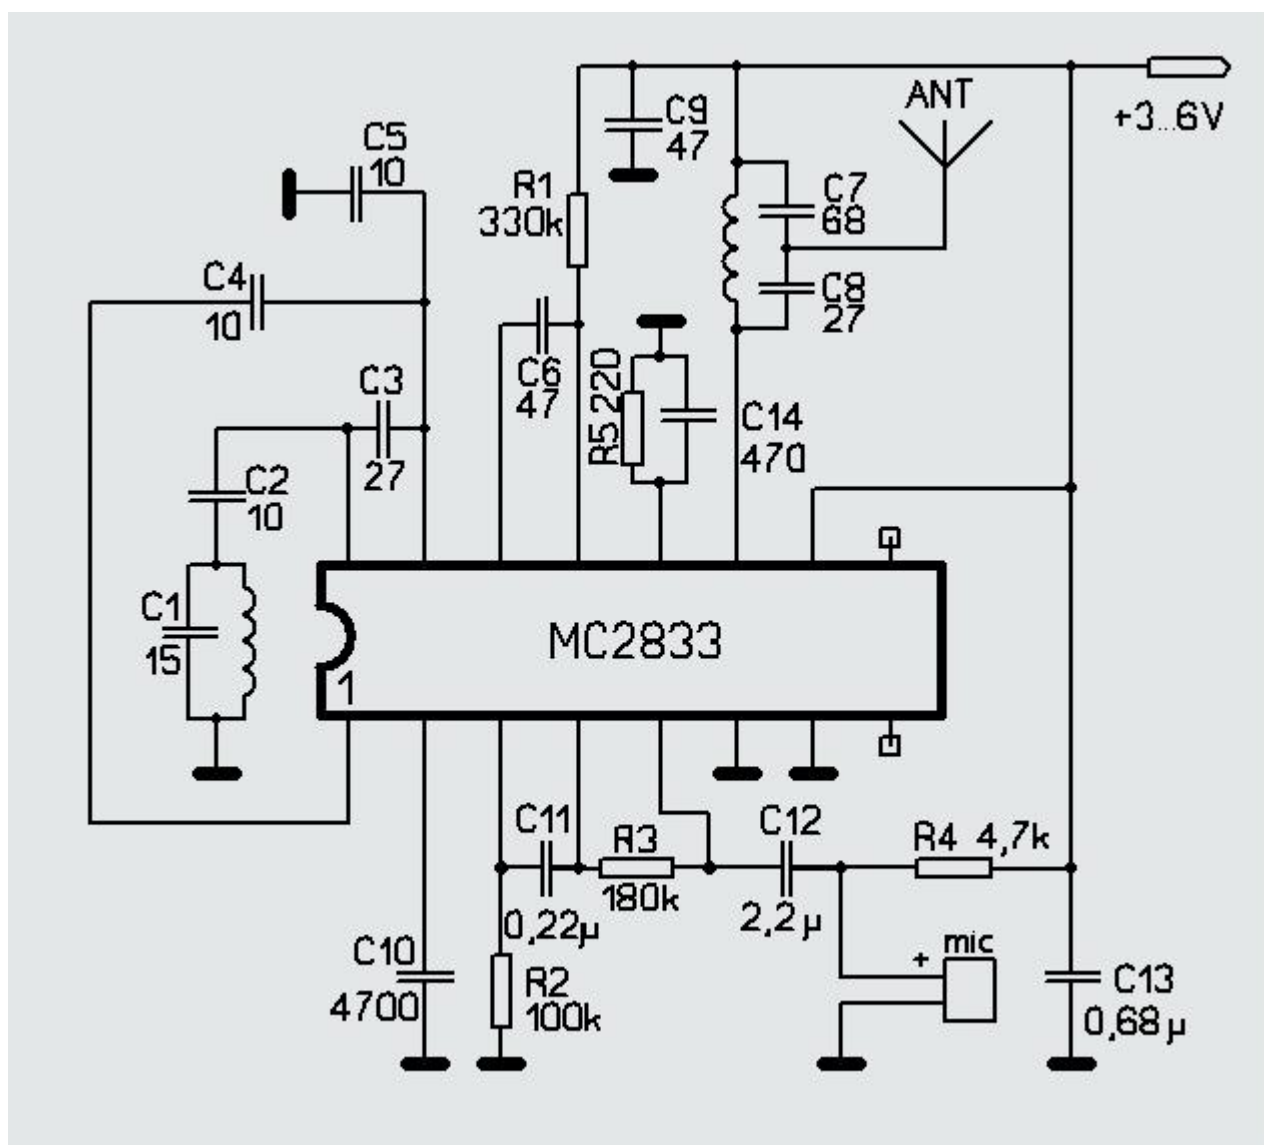 ANT
+3...6V
C9
47
C5
10
R1
330k
C7
68
C4
10
C8
27
C6
47
R5 220
C3
27
C14
470
C2
10
C1
15
MC2833
1
C11
0,22µ
R3
180k
C12
2,2µ
R4 4,7k
C10
4700
R2
100k
+ mic
C13
0,68µ